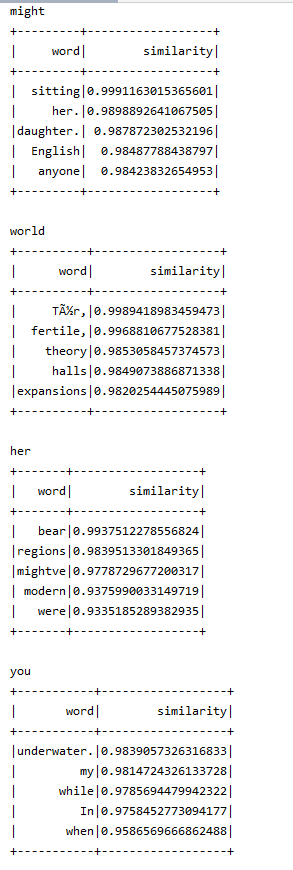 might
+---------+------------------+
|     word|        similarity|
+---------+------------------+
|  sitting|0.9991163015365601|
|     her.|0.9898892641067505|
|daughter.| 0.987872302532196|
|  English|  0.98487788438797|
|   anyone|  0.98423832654953|
+---------+------------------+
world
+----------+------------------+
|      word|        similarity|
+----------+------------------+
|     TÃ½r,|0.9989418983459473|
|  fertile,|0.9968810677528381|
|    theory|0.9853058457374573|
|     halls|0.9849073886871338|
|expansions|0.9820254445075989|
+----------+------------------+
her
+-------+------------------+
|   word|        similarity|
+-------+------------------+
|   bear|0.9937512278556824|
|regions|0.9839513301849365|
|mightve|0.9778729677200317|
| modern|0.9375990033149719|
|   were|0.9335185289382935|
+-------+------------------+
you
+-----------+------------------+
|       word|        similarity|
+-----------+------------------+
|underwater.|0.9839057326316833|
|         my|0.9814724326133728|
|      while|0.9785694479942322|
|         In|0.9758452773094177|
|       when|0.9586569666862488|
+-----------+------------------+